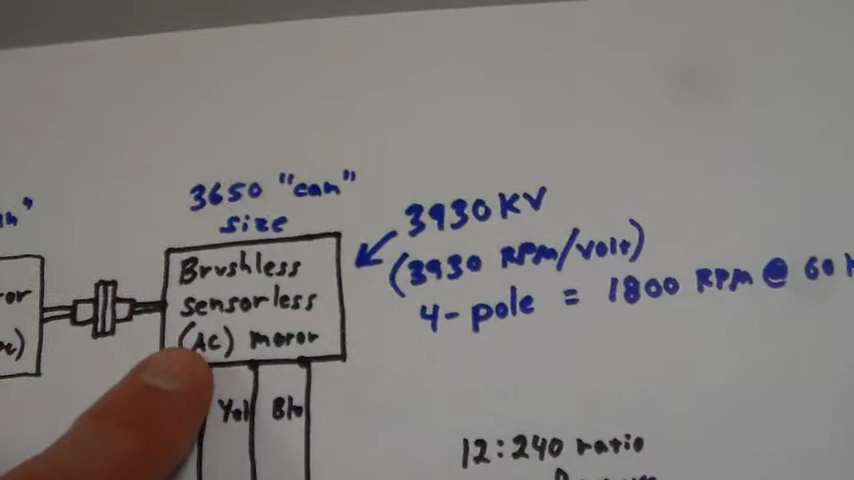 3650 "can"
size
3930 KV
(3930 RPM/volt)
4-pole = 1800 RPM @ 60
Brushless
sensorless
(AC) motor
Yel Blu
12:240 ratio